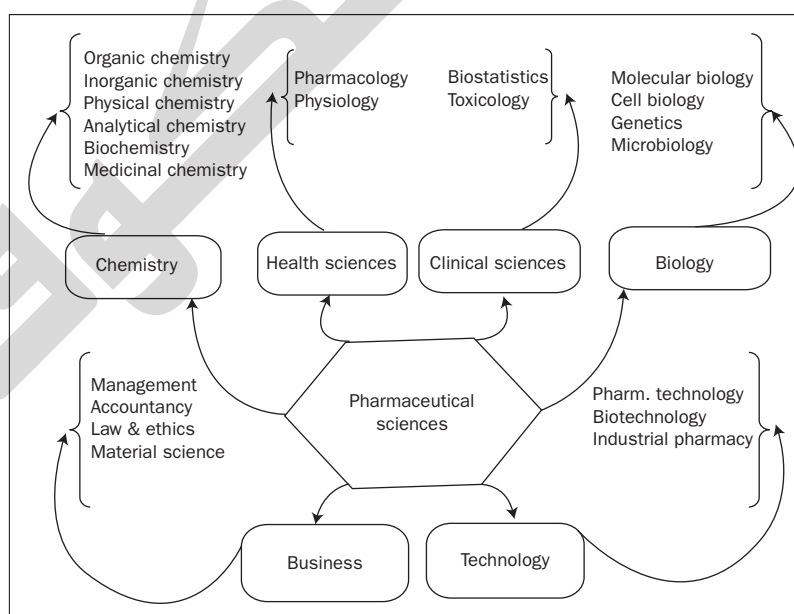 Organic chemistry
Inorganic chemistry
Physical chemistry
Analytical chemistry
Biochemistry
Medicinal chemistry
Pharmacology
Physiology
Biostatistics
Toxicology
Molecular biology
Cell biology
Genetics
Microbiology
Chemistry
Health sciences
Clinical sciences
Biology
Management
Accountancy
Law & ethics
Material science
Pharmaceutical
sciences
Pharm. technology
Biotechnology
Industrial pharmacy
Business
Technology